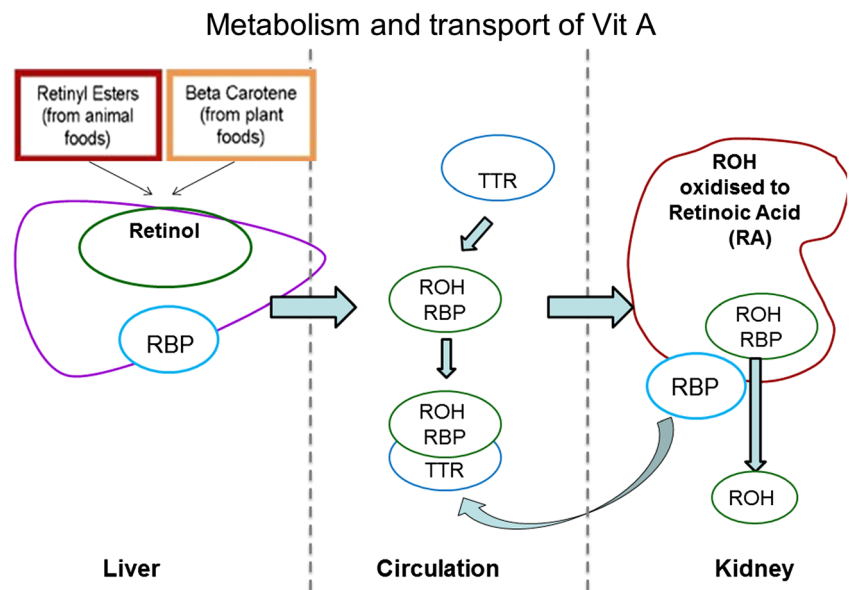 Metabolism and transport of Vit A
Retinyl Esters
(from animal
foods)
Beta Carotene
(from plant
foods)
Retinol
RBP
TTR
ROH
RBP
ROH
RBP
TTR
ROH
oxidised to
Retinoic Acid
(RA)
ROH
RBP
RBP
ROH
Liver
Circulation
Kidney